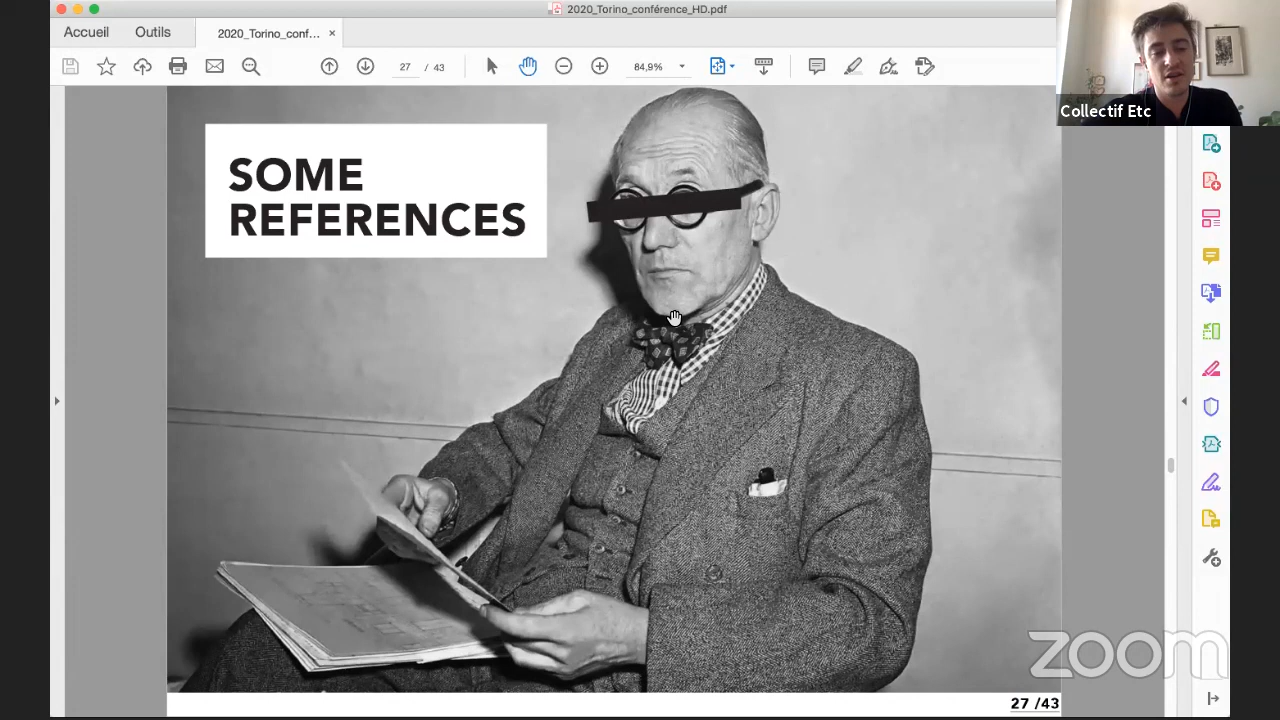 2020_Torino_conférence_HD.pdf
Accueil
Outils
2020_Torino_conf... ×
27 / 43
84,9%
Collectif Etc
SOME
REFERENCES
zoom
27 /43